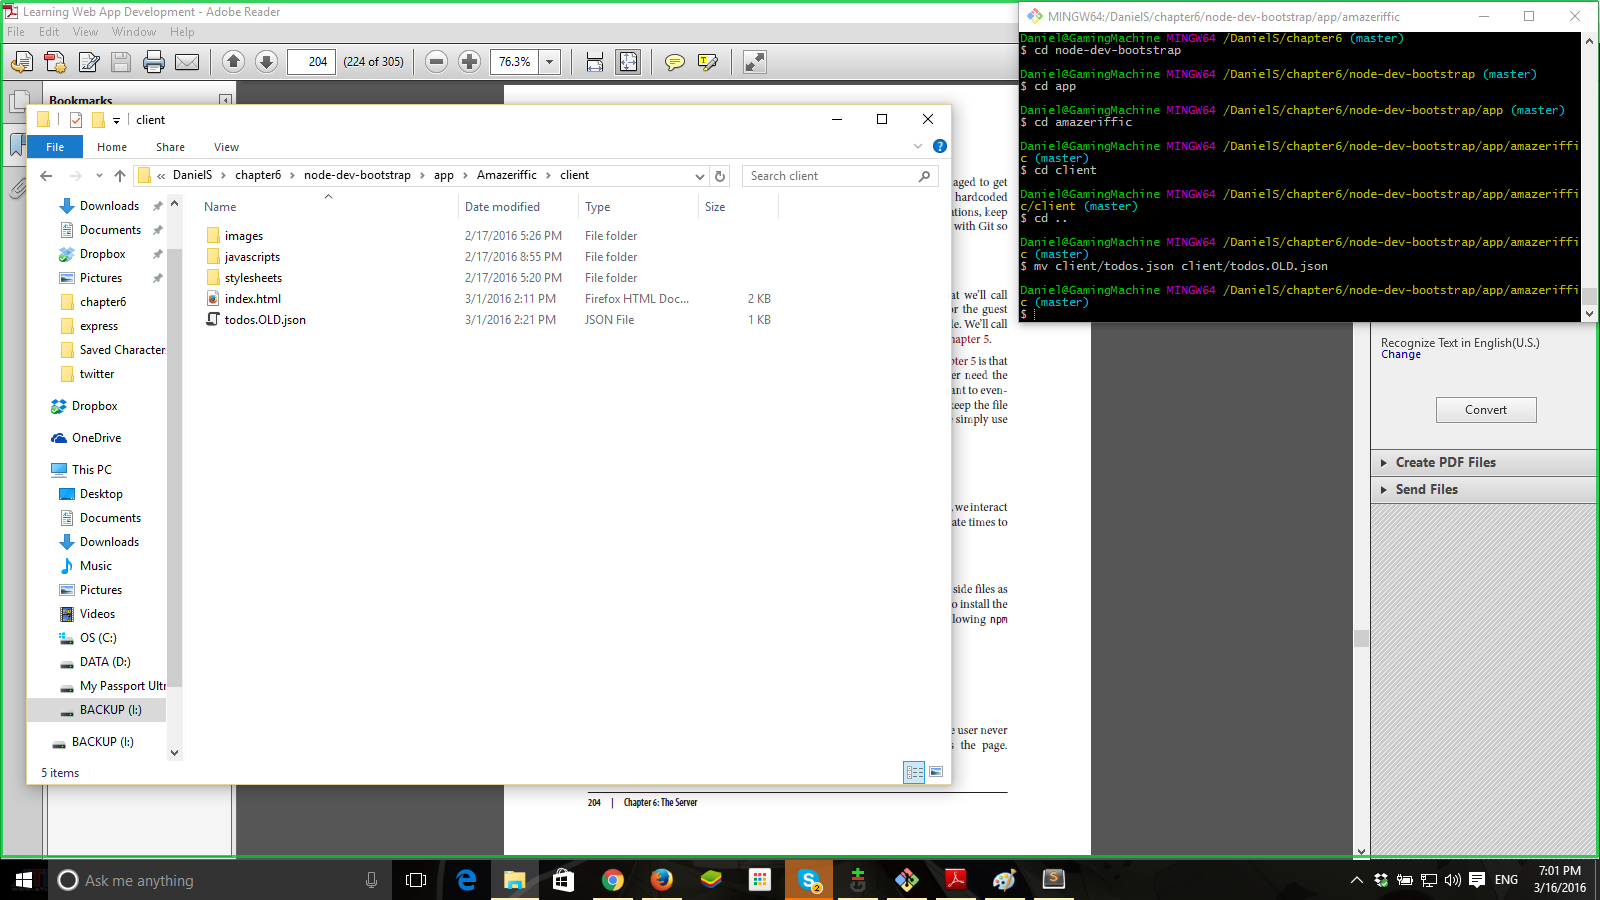 Learning Web App Development - Adobe Reader
File Edit View Window Help
204 (224 of 305) 76.3%
Bookmarks
client
File Home Share View
« DanielS > chapter6 > node-dev-bootstrap > app > Amazeriffic > client
Search client
Downloads
Documents
Dropbox
Pictures
chapter6
express
Saved Character
twitter
Dropbox
OneDrive
This PC
Desktop
Documents
Downloads
Music
Pictures
Videos
OS (C:)
DATA (D:)
My Passport Ultr
BACKUP (I:)
BACKUP (I:)
Name Date modified Type Size
images 2/17/2016 5:26 PM File folder
javascripts 2/17/2016 8:55 PM File folder
stylesheets 2/17/2016 5:20 PM File folder
index.html 3/1/2016 2:11 PM Firefox HTML Doc... 2 KB
todos.OLD.json 3/1/2016 2:21 PM JSON File 1 KB
5 items
aged to get
hardcoded
ations, keep
with Git so
at we'll call
or the guest
le. We'll call
hapter 5.
pter 5 is that
er need the
ant to even-
keep the file
simply use
, we interact
ate times to
side files as
o install the
lowing npm
e user never
s the page.
204 | Chapter 6: The Server
MINGW64:/DanielS/chapter6/node-dev-bootstrap/app/amazeriffic
Daniel@GamingMachine MINGW64 /DanielS/chapter6 (master)
$ cd node-dev-bootstrap
Daniel@GamingMachine MINGW64 /DanielS/chapter6/node-dev-bootstrap (master)
$ cd app
Daniel@GamingMachine MINGW64 /DanielS/chapter6/node-dev-bootstrap/app (master)
$ cd amazeriffic
Daniel@GamingMachine MINGW64 /DanielS/chapter6/node-dev-bootstrap/app/amazeriffi
c (master)
$ cd client
Daniel@GamingMachine MINGW64 /DanielS/chapter6/node-dev-bootstrap/app/amazeriffi
c/client (master)
$ cd ..
Daniel@GamingMachine MINGW64 /DanielS/chapter6/node-dev-bootstrap/app/amazeriffi
c (master)
$ mv client/todos.json client/todos.OLD.json
Daniel@GamingMachine MINGW64 /DanielS/chapter6/node-dev-bootstrap/app/amazeriffi
c (master)
$
Recognize Text in English(U.S.)
Change
Convert
Create PDF Files
Send Files
Ask me anything
2
ENG
7:01 PM
3/16/2016